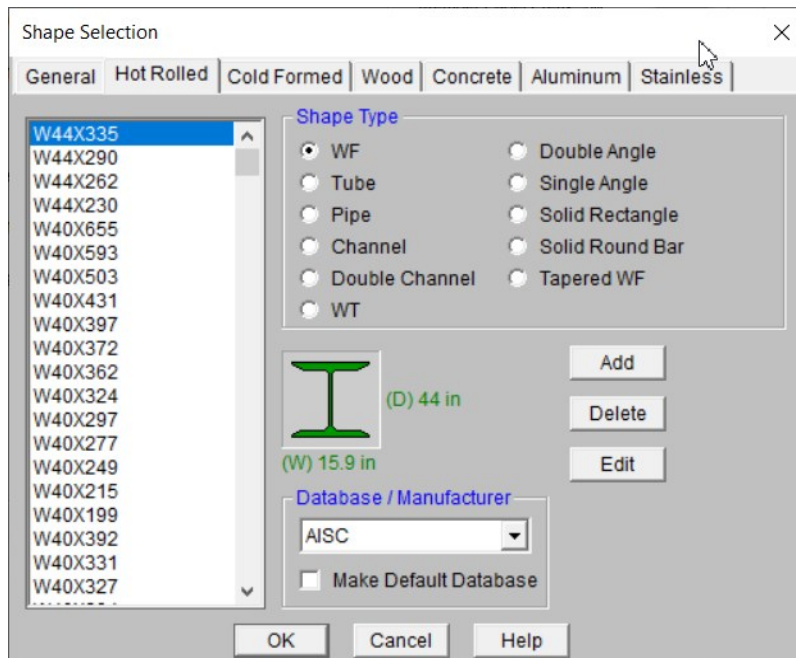 Shape Selection
General Hot Rolled Cold Formed Wood Concrete Aluminum Stainless
W44X335
W44X290
W44X262
W44X230
W40X655
W40X593
W40X503
W40X431
W40X397
W40X372
W40X362
W40X324
W40X297
W40X277
W40X249
W40X215
W40X199
W40X392
W40X331
W40X327
Shape Type
WF
Tube
Pipe
Channel
Double Channel
WT
Double Angle
Single Angle
Solid Rectangle
Solid Round Bar
Tapered WF
(D) 44 in
(W) 15.9 in
Add
Delete
Edit
Database / Manufacturer
AISC
Make Default Database
OK Cancel Help